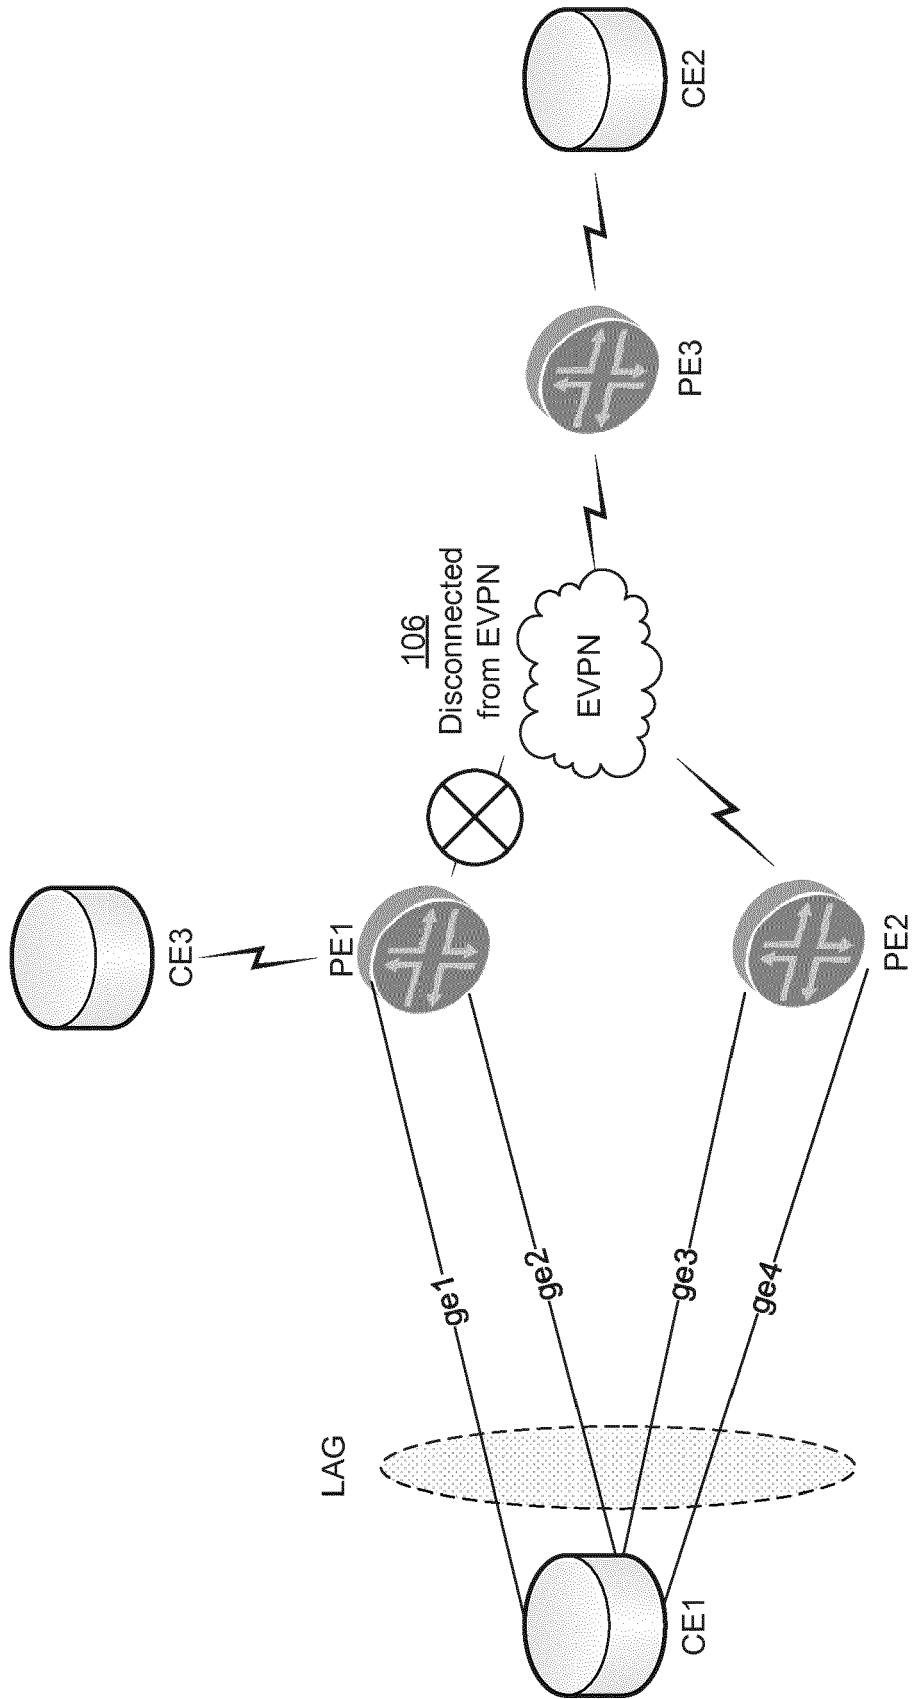 CE3
PE1
106
Disconnected
from EVPN
LAG
ge1
ge2
EVPN
CE1
PE3
CE2
ge3
ge4
PE2